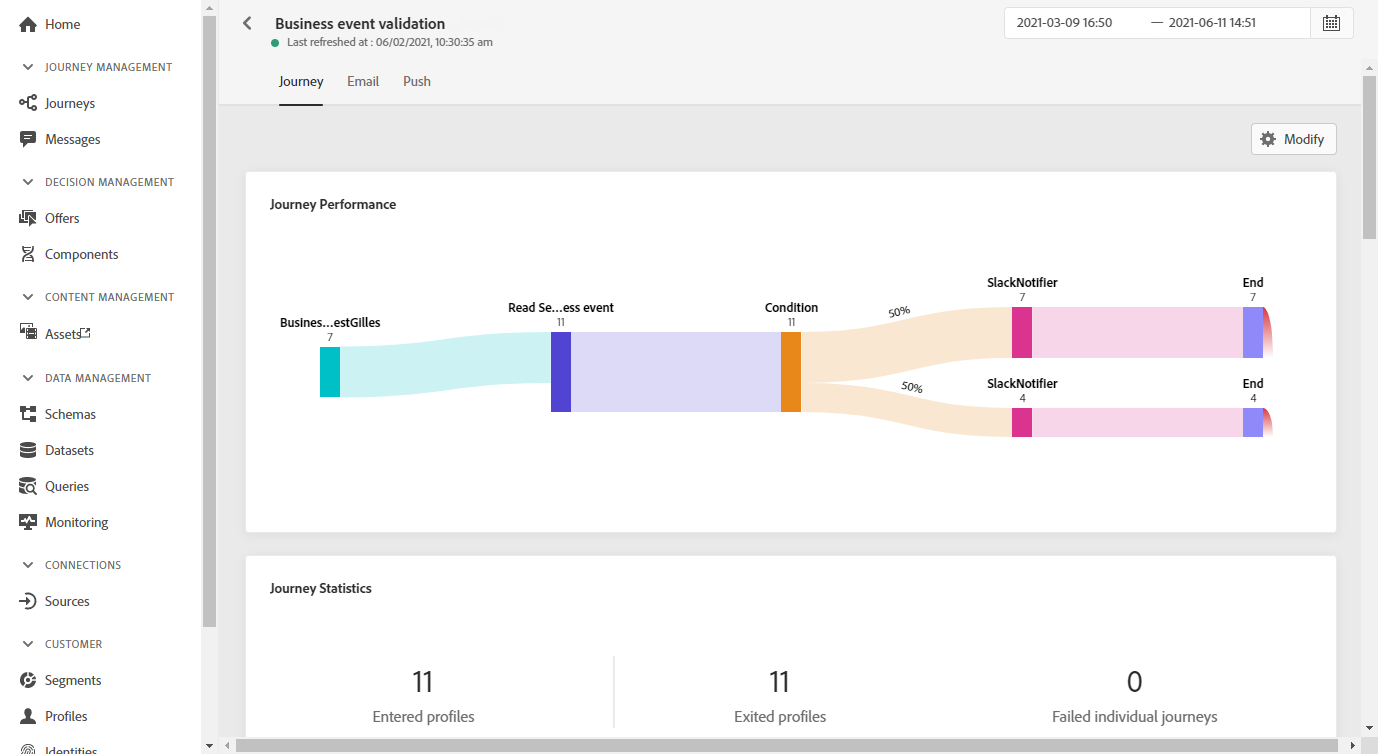 Home
JOURNEY MANAGEMENT
Journeys
Messages
DECISION MANAGEMENT
Offers
Components
CONTENT MANAGEMENT
Assets
DATA MANAGEMENT
Schemas
Datasets
Queries
Monitoring
CONNECTIONS
Sources
CUSTOMER
Segments
Profiles
Identities
Business event validation
Last refreshed at : 06/02/2021, 10:30:35 am
2021-03-09 16:50 — 2021-06-11 14:51
Journey Email Push
Modify
Journey Performance
Busines...estGilles
7
Read Se...ess event
11
Condition
11
50%
50%
SlackNotifier
7
End
7
SlackNotifier
4
End
4
Journey Statistics
11
Entered profiles
11
Exited profiles
0
Failed individual journeys